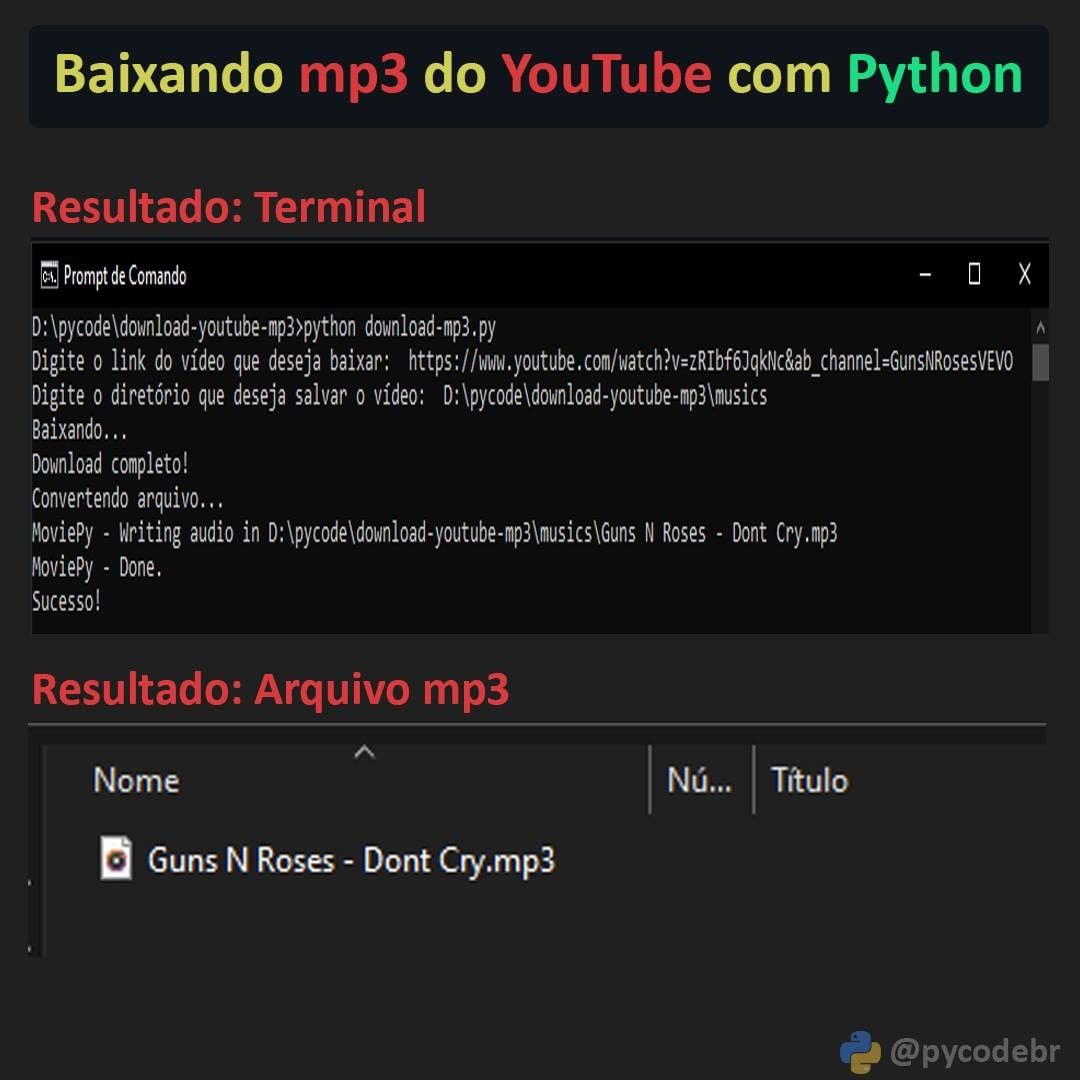 Baixando mp3 do YouTube com Python
Resultado: Terminal
C:\.
Prompt de Comando
D:\pycode\download-youtube-mp3>python download-mp3.py
Digite o link do vídeo que deseja baixar:  https://www.youtube.com/watch?v=zRIbf6JqkNc&ab_channel=GunsNRosesVEVO
Digite o diretório que deseja salvar o vídeo:  D:\pycode\download-youtube-mp3\musics
Baixando...
Download completo!
Convertendo arquivo...
MoviePy - Writing audio in D:\pycode\download-youtube-mp3\musics\Guns N Roses - Dont Cry.mp3
MoviePy - Done.
Sucesso!
Resultado: Arquivo mp3
Nome Nú... Título
Guns N Roses - Dont Cry.mp3
@pycodebr